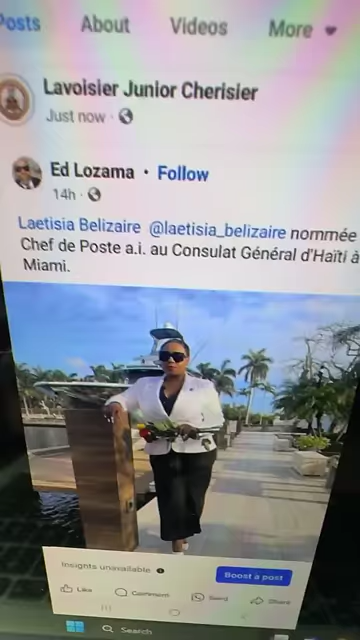 Posts About Videos More
Lavoisier Junior Cherisier
Just now
Ed Lozama • Follow
14h
Laetisia Belizaire @laetisia_belizaire nommée
Chef de Poste a.i. au Consulat Général d'Haïti à
Miami.
Insights unavailable
Boost a post
Like Comment Send Share
Search